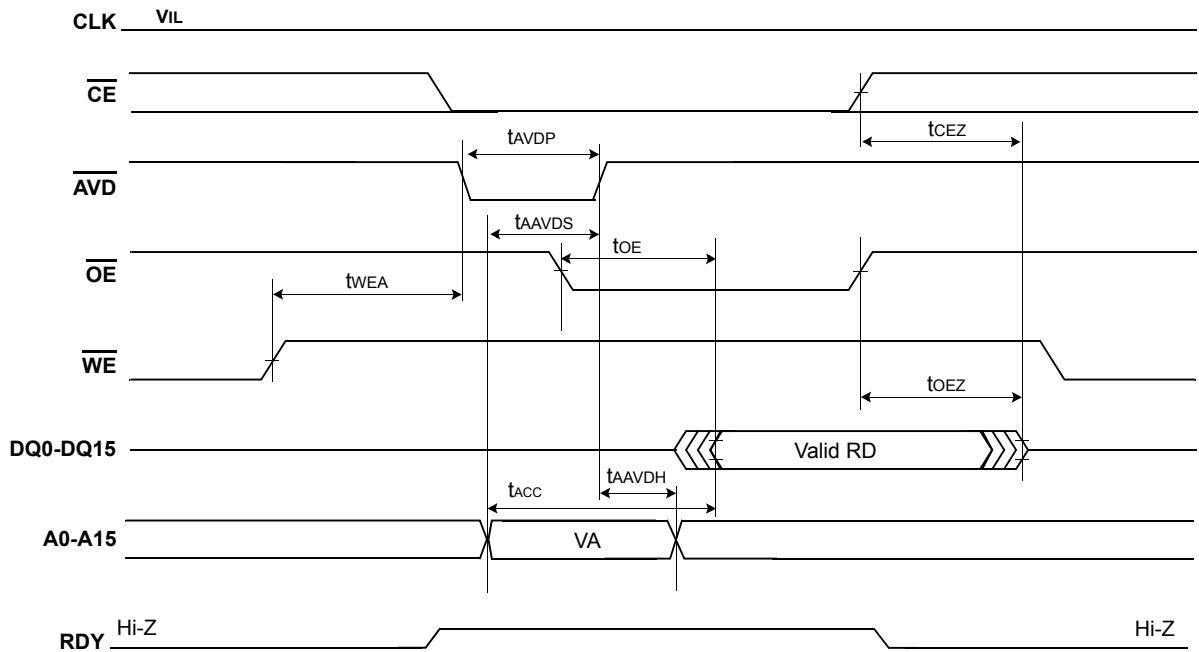 CLK VIL
CE
tCEZ
tAVDP
AVD
tAAVDS
tOE
OE
tWEA
WE
tOEZ
DQ0-DQ15 Valid RD
tAAVDH
tACC
A0-A15 VA
RDY Hi-Z Hi-Z